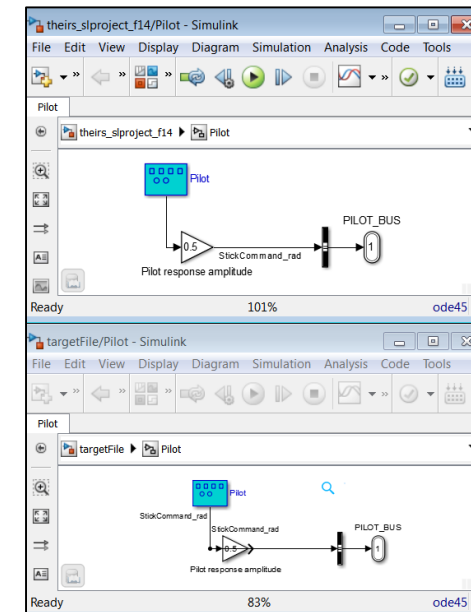 theirs_slproject_f14/Pilot - Simulink
File Edit View Display Diagram Simulation Analysis Code Tools
» » » » »
Pilot
theirs_slproject_f14 Pilot
Pilot
PILOT_BUS
0.5
1
StickCommand_rad
Pilot response amplitude
Ready 101% ode45
targetFile/Pilot - Simulink
File Edit View Display Diagram Simulation Analysis Code Tools
» » » » »
Pilot
targetFile Pilot
Pilot
StickCommand_rad
StickCommand_rad
PILOT_BUS
0.5
1
Pilot response amplitude
Ready 83% ode45